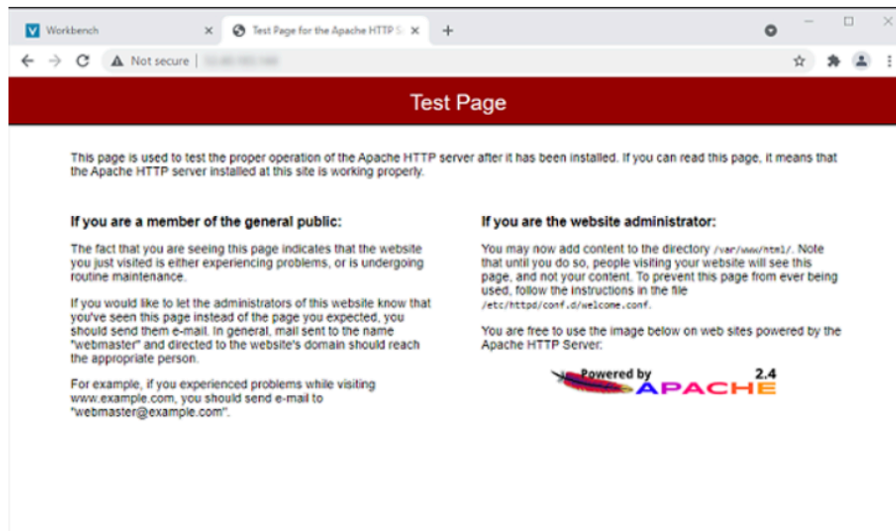 Workbench
Test Page for the Apache HTTP S
Not secure
Test Page
This page is used to test the proper operation of the Apache HTTP server after it has been installed. If you can read this page, it means that
the Apache HTTP server installed at this site is working properly.
If you are a member of the general public:
The fact that you are seeing this page indicates that the website
you just visited is either experiencing problems, or is undergoing
routine maintenance.
If you would like to let the administrators of this website know that
you've seen this page instead of the page you expected, you
should send them e-mail. In general, mail sent to the name
"webmaster" and directed to the website's domain should reach
the appropriate person.
For example, if you experienced problems while visiting
www.example.com, you should send e-mail to
"webmaster@example.com".
If you are the website administrator:
You may now add content to the directory /var/www/html/. Note
that until you do so, people visiting your website will see this
page, and not your content. To prevent this page from ever being
used, follow the instructions in the file
/etc/httpd/conf.d/welcome.conf.
You are free to use the image below on web sites powered by the
Apache HTTP Server:
Powered by 2.4
APACHE